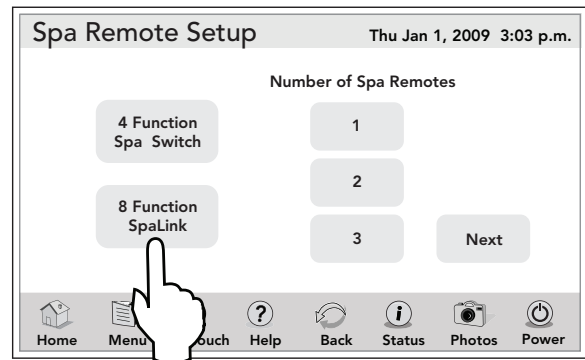 Spa Remote Setup
Thu Jan 1, 2009 3:03 p.m.
Number of Spa Remotes
4 Function
Spa Switch
8 Function
SpaLink
1
2
3
Next
Home
Menu
ouch
Help
Back
Status
Photos
Power